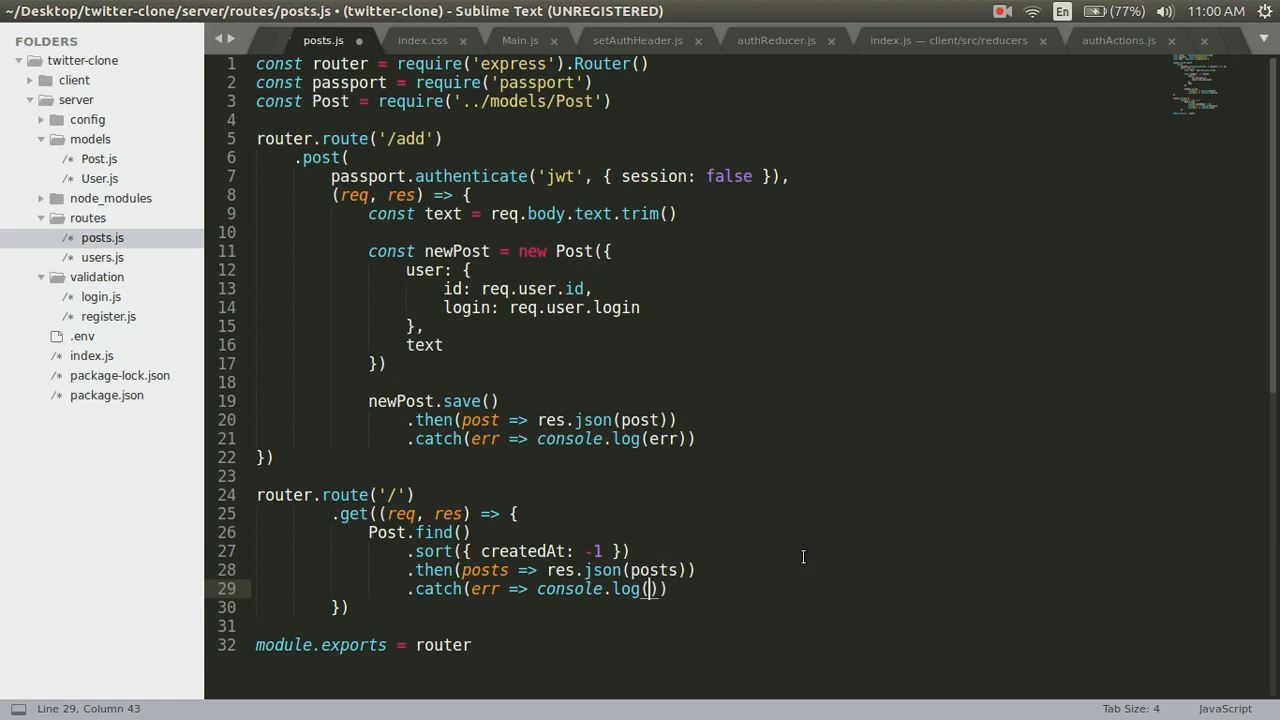 ~/Desktop/twitter-clone/server/routes/posts.js • (twitter-clone) - Sublime Text (UNREGISTERED)
En
(77%)
11:00 AM
FOLDERS
twitter-clone
client
server
config
models
/* Post.js
/* User.js
node_modules
routes
/* posts.js
/* users.js
validation
/* login.js
/* register.js
.env
/* index.js
/* package-lock.json
/* package.json
posts.js
index.css
Main.js
setAuthHeader.js
authReducer.js
index.js — client/src/reducers
authActions.js
1 const router = require('express').Router()
2 const passport = require('passport')
3 const Post = require('../models/Post')
4
5 router.route('/add')
6 .post(
7 passport.authenticate('jwt', { session: false }),
8 (req, res) => {
9 const text = req.body.text.trim()
10
11 const newPost = new Post({
12 user: {
13 id: req.user.id,
14 login: req.user.login
15 },
16 text
17 })
18
19 newPost.save()
20 .then(post => res.json(post))
21 .catch(err => console.log(err))
22 })
23
24 router.route('/')
25 .get((req, res) => {
26 Post.find()
27 .sort({ createdAt: -1 })
28 .then(posts => res.json(posts))
29 .catch(err => console.log())
30 })
31
32 module.exports = router
Line 29, Column 43
Tab Size: 4
JavaScript